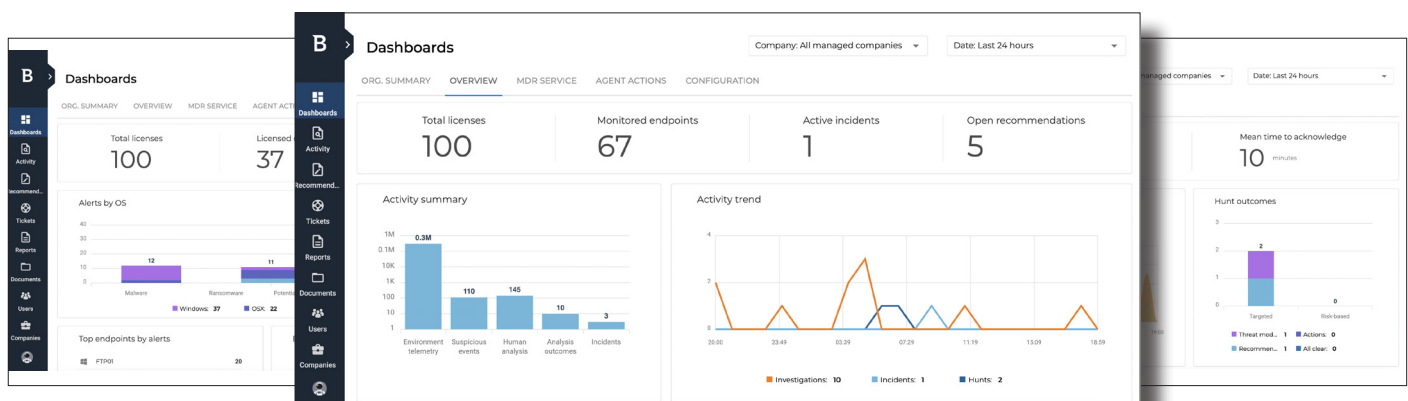 B
Dashboards
ORG. SUMMARY OVERVIEW MDR SERVICE AGENT ACTI
Dashboards
Activity
Recommend...
Tickets
Reports
Documents
Users
Companies
Total licenses
100
Licensed
37
Alerts by OS
40
30
20
10
0
12
11
Malware Ransomware Potentia
Windows: 37 OSX: 22
Top endpoints by alerts
FTP01 20
B
Dashboards
Company: All managed companies
Date: Last 24 hours
ORG. SUMMARY OVERVIEW MDR SERVICE AGENT ACTIONS CONFIGURATION
Dashboards
Activity
Recommend...
Tickets
Reports
Documents
Users
Companies
Total licenses
100
Monitored endpoints
67
Active incidents
1
Open recommendations
5
Activity summary
1M
0.1M
10K
1K
100
10
1
0.3M
110
145
10
3
Environment telemetry
Suspicious events
Human analysis
Analysis outcomes
Incidents
Activity trend
4
2
0
20:00 23:49 03:39 07:29 11:19 15:09 18:59
Investigations: 10 Incidents: 1 Hunts: 2
managed companies
Date: Last 24 hours
Mean time to acknowledge
10 minutes
Hunt outcomes
3
2
1
0
2
0
Targeted Risk-based
Threat mod... 1 Actions: 0
Recommen... 1 All clear: 0